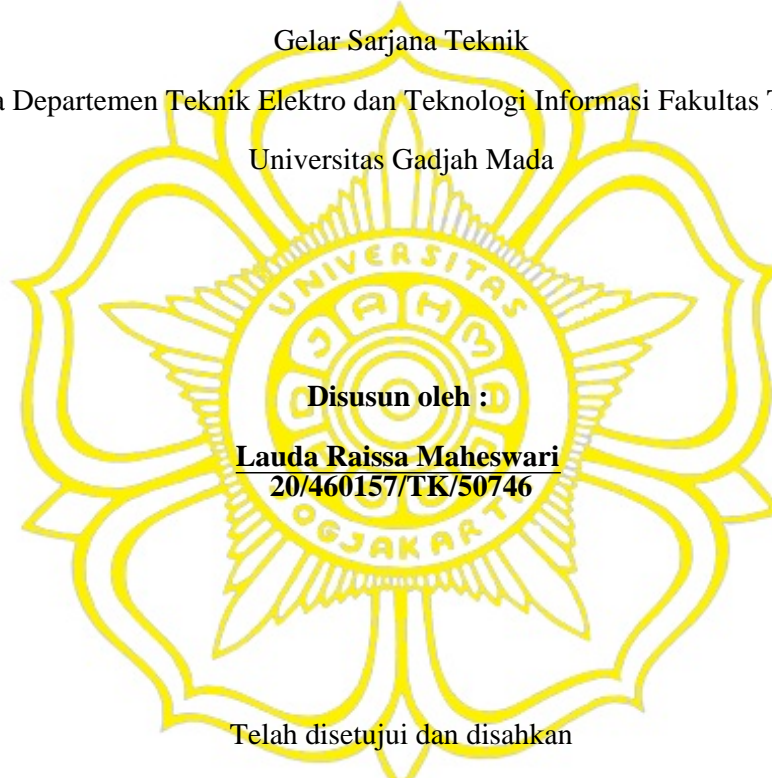 Gelar Sarjana Teknik
Departemen Teknik Elektro dan Teknologi Informasi Fakultas
Universitas Gadjah Mada
UNIVERSITAS
Disusun oleh :
Lauda Raissa Maheswari
20/460157/TK/50746
Telah disetujui dan disahkan